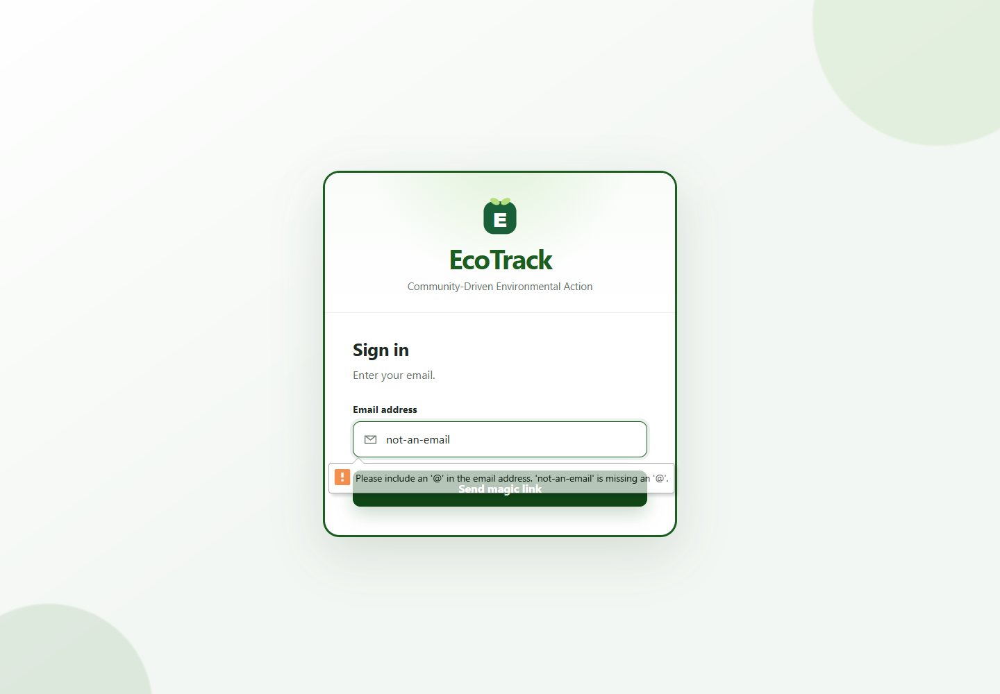 E
EcoTrack
Community-Driven Environmental Action
Sign in
Enter your email.
Email address
not-an-email
Please include an '@' in the email address. 'not-an-email' is missing an '@'.
Send magic link